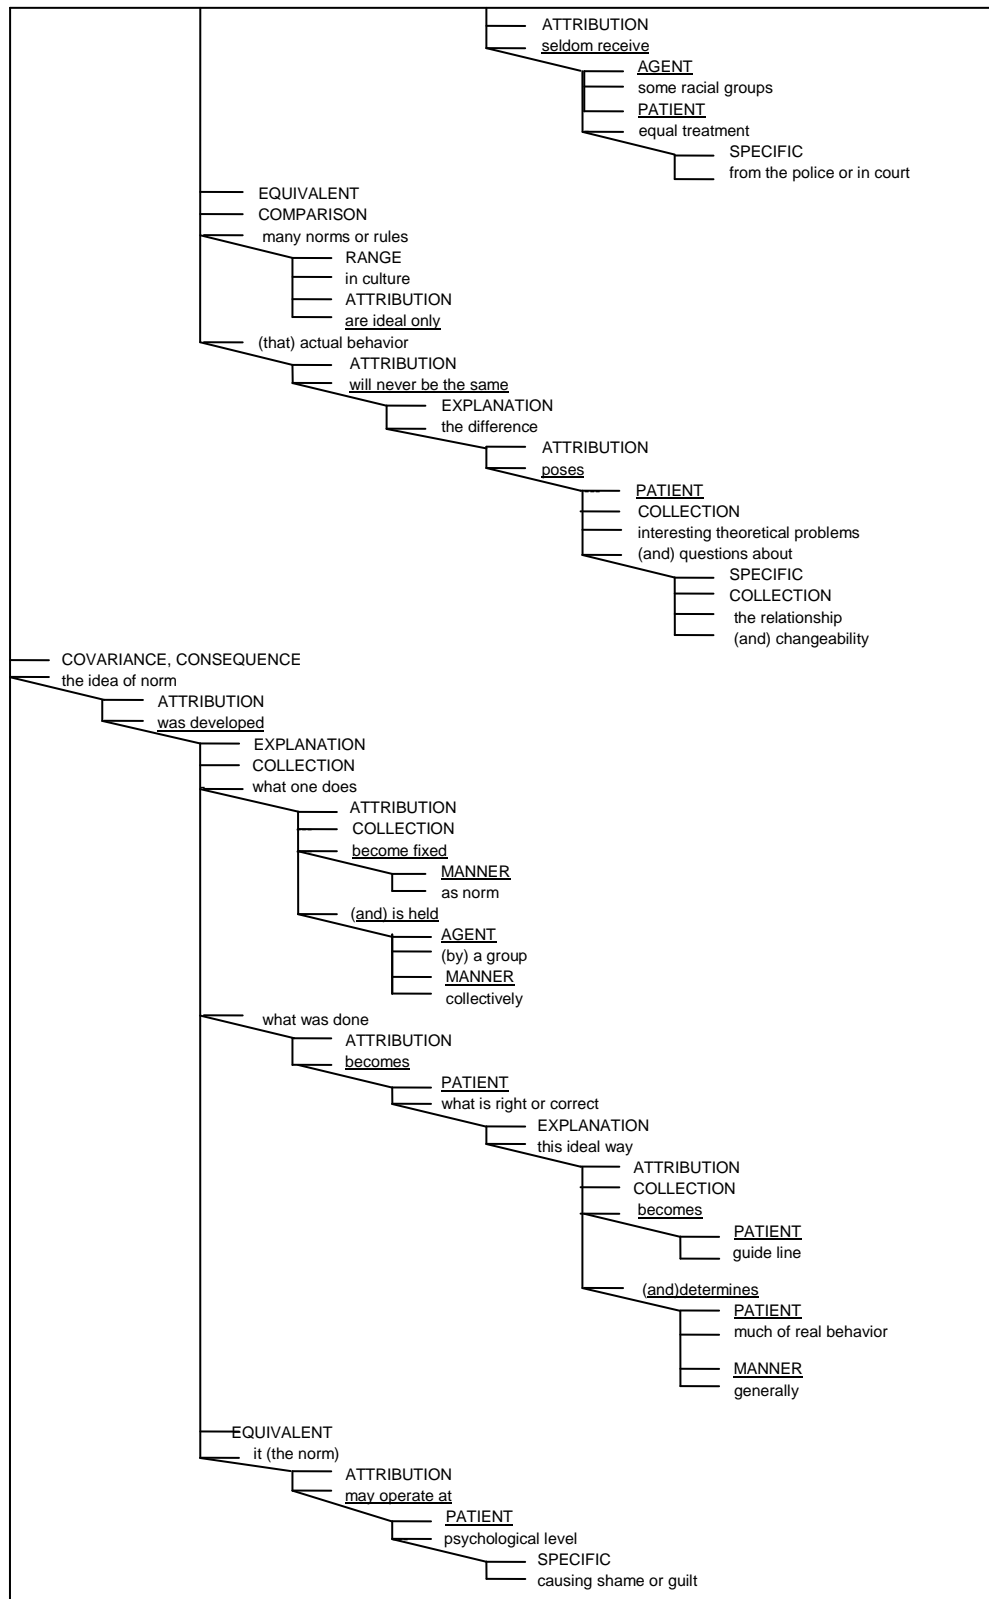 ATTRIBUTION
seldom receive
AGENT
some racial groups
PATIENT
equal treatment
SPECIFIC
from the police or in court
EQUIVALENT
COMPARISON
many norms or rules
RANGE
in culture
ATTRIBUTION
are ideal only
(that) actual behavior
ATTRIBUTION
will never be the same
EXPLANATION
the difference
ATTRIBUTION
poses
PATIENT
COLLECTION
interesting theoretical problems
(and) questions about
SPECIFIC
COLLECTION
the relationship
(and) changeability
COVARIANCE, CONSEQUENCE
the idea of norm
ATTRIBUTION
was developed
EXPLANATION
COLLECTION
what one does
ATTRIBUTION
COLLECTION
become fixed
MANNER
as norm
(and) is held
AGENT
(by) a group
MANNER
collectively
what was done
ATTRIBUTION
becomes
PATIENT
what is right or correct
EXPLANATION
this ideal way
ATTRIBUTION
COLLECTION
becomes
PATIENT
guide line
(and)determines
PATIENT
much of real behavior
MANNER
generally
EQUIVALENT
it (the norm)
ATTRIBUTION
may operate at
PATIENT
psychological level
SPECIFIC
causing shame or guilt